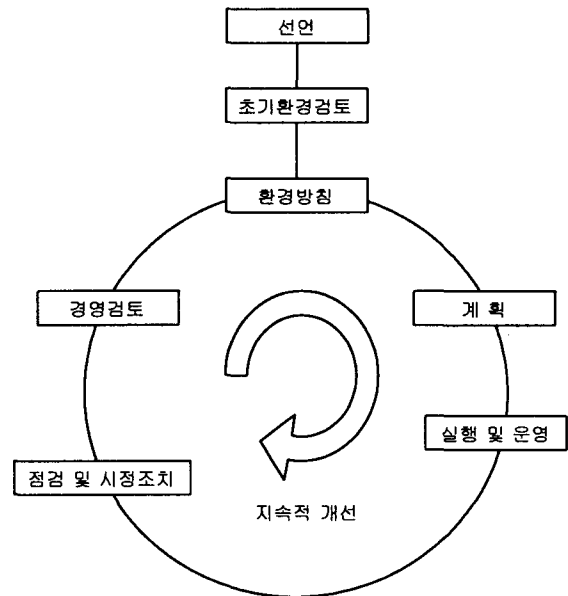 선언
초기환경검토
환경방침
경영검토
계 획
실행 및 운영
점검 및 시정조치
지속적 개선